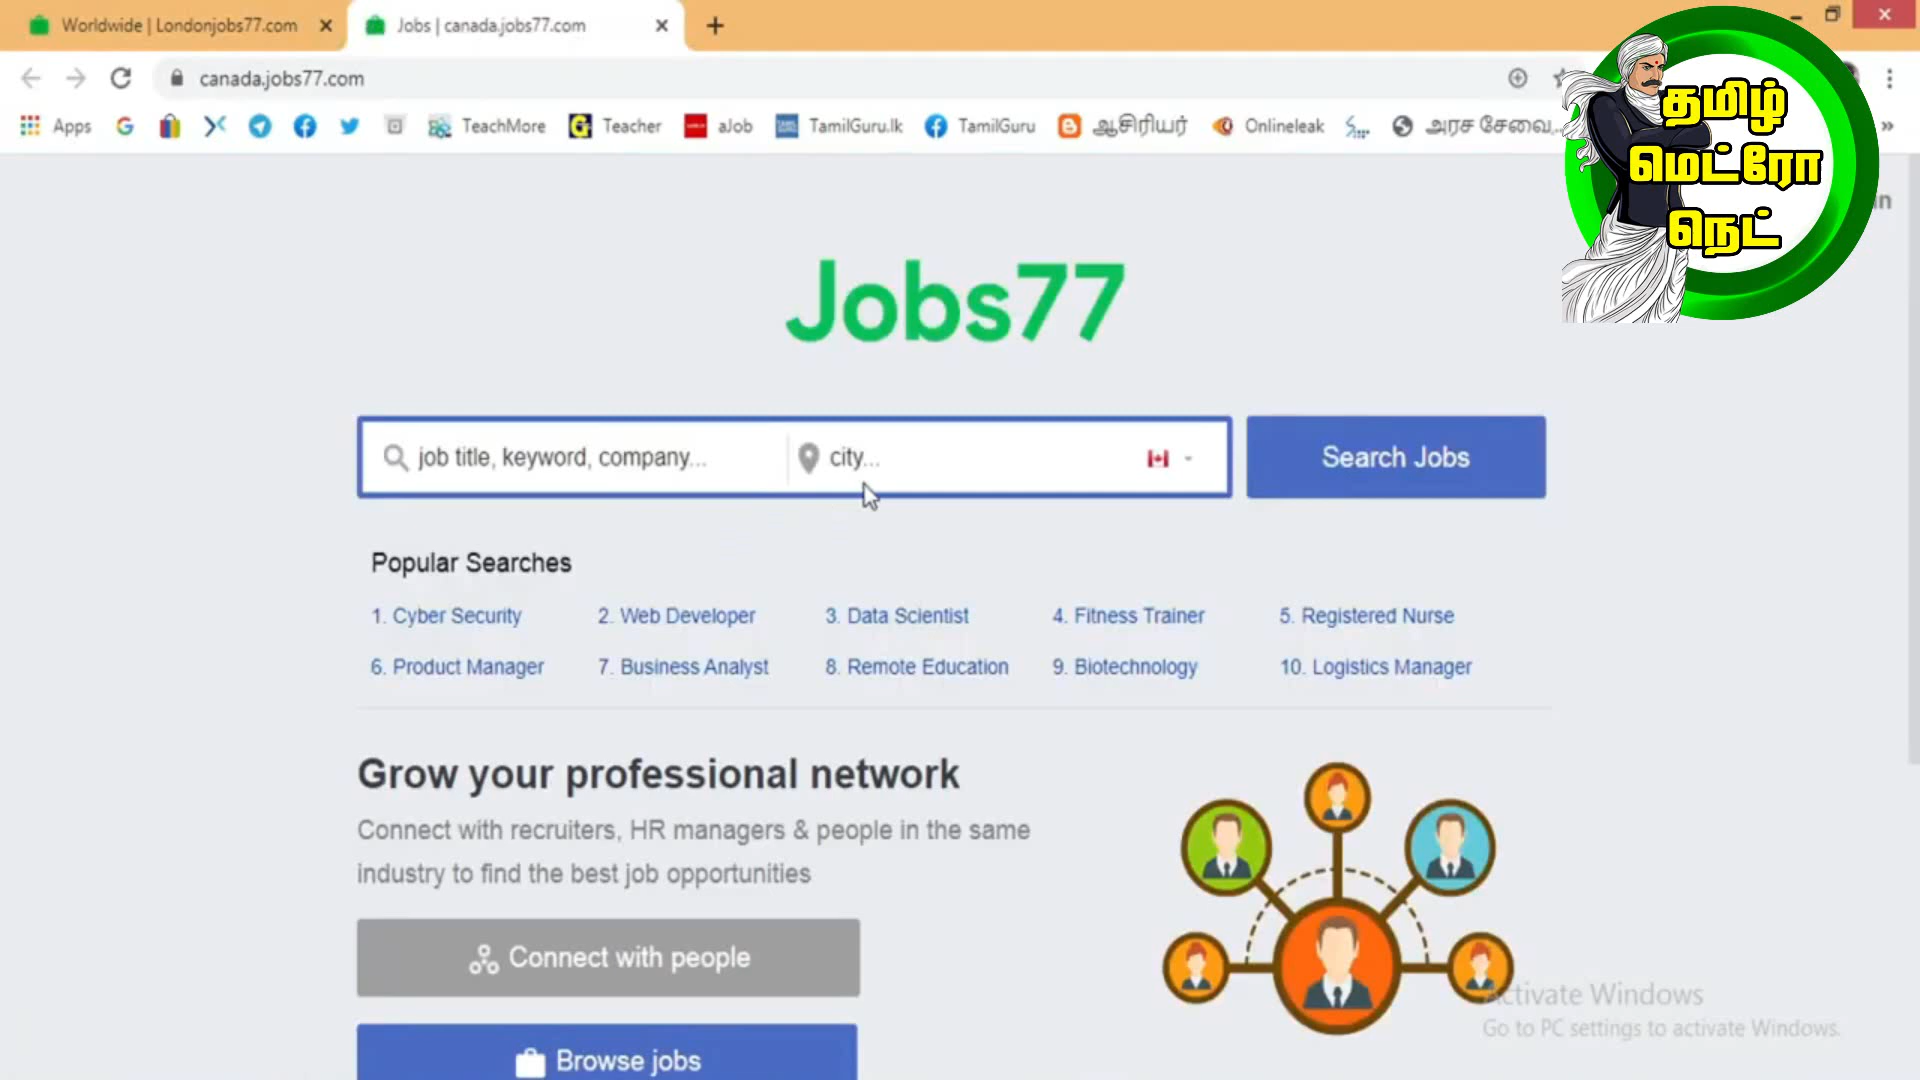 Worldwide | Londonjobs77.com
Jobs | canada.jobs77.com
canada.jobs77.com
Apps
TeachMore
Teacher
aJob
TamilGuru.lk
TamilGuru
ஆசிரியர்
Onlineleak
அரச சேவை...
தமிழ்
மெட்ரோ
நெட்
Jobs77
job title, keyword, company...
city...
Search Jobs
Popular Searches
1. Cyber Security
2. Web Developer
3. Data Scientist
4. Fitness Trainer
5. Registered Nurse
6. Product Manager
7. Business Analyst
8. Remote Education
9. Biotechnology
10. Logistics Manager
Grow your professional network
Connect with recruiters, HR managers & people in the same
industry to find the best job opportunities
Connect with people
Browse jobs
Activate Windows
Go to PC settings to activate Windows.